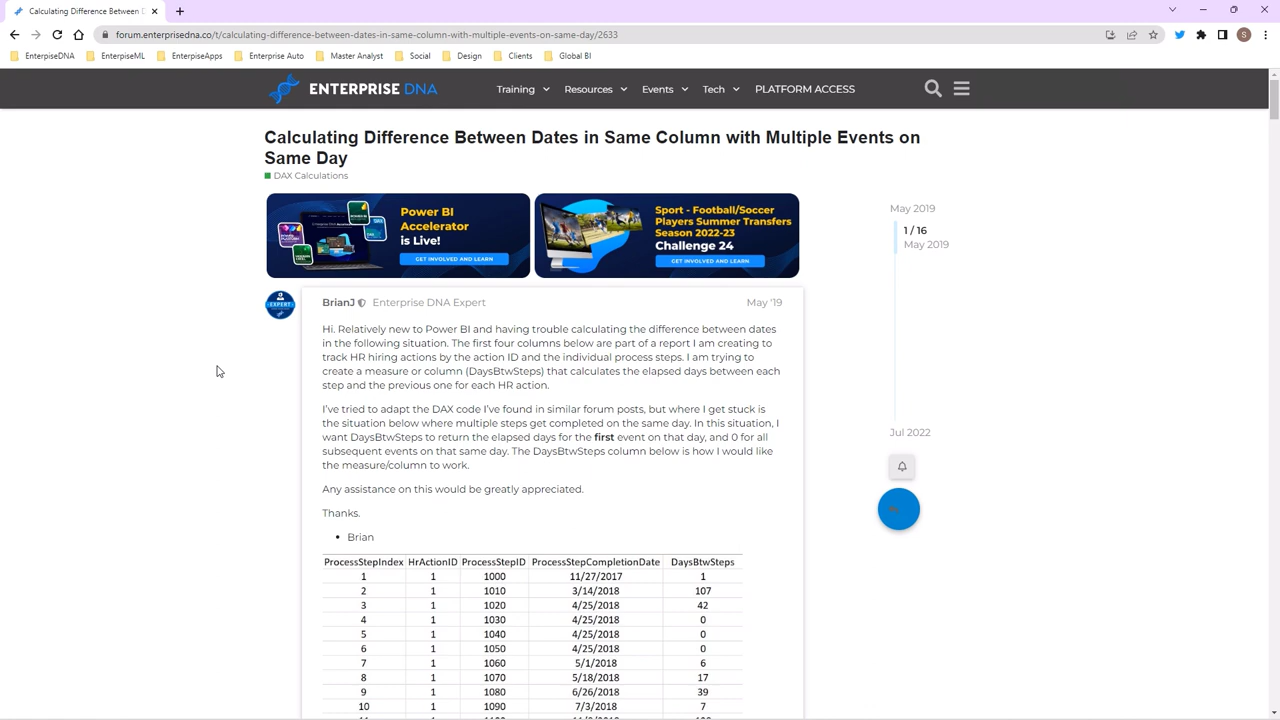 Calculating Difference Between D
forum.enterprisedna.co/t/calculating-difference-between-dates-in-same-column-with-multiple-events-on-same-day/2633
EnterpiseDNA EnterpiseML EnterpiseApps Enterprise Auto Master Analyst Social Design Clients Global BI
ENTERPRISE DNA Training Resources Events Tech PLATFORM ACCESS
Calculating Difference Between Dates in Same Column with Multiple Events on
Same Day
DAX Calculations
Power BI
Accelerator
is Live!
GET INVOLVED AND LEARN
Sport - Football/Soccer
Players Summer Transfers
Season 2022-23
Challenge 24
GET INVOLVED AND LEARN
May 2019
1 / 16
May 2019
Jul 2022
EXPERT
BrianJ Enterprise DNA Expert May '19
Hi. Relatively new to Power BI and having trouble calculating the difference between dates
in the following situation. The first four columns below are part of a report I am creating to
track HR hiring actions by the action ID and the individual process steps. I am trying to
create a measure or column (DaysBtwSteps) that calculates the elapsed days between each
step and the previous one for each HR action.
I've tried to adapt the DAX code I've found in similar forum posts, but where I get stuck is
the situation below where multiple steps get completed on the same day. In this situation, I
want DaysBtwSteps to return the elapsed days for the first event on that day, and 0 for all
subsequent events on that same day. The DaysBtwSteps column below is how I would like
the measure/column to work.
Any assistance on this would be greatly appreciated.
Thanks.
• Brian
ProcessStepIndex HrActionID ProcessStepID ProcessStepCompletionDate DaysBtwSteps
1 1 1000 11/27/2017 1
2 1 1010 3/14/2018 107
3 1 1020 4/25/2018 42
4 1 1030 4/25/2018 0
5 1 1040 4/25/2018 0
6 1 1050 4/25/2018 0
7 1 1060 5/1/2018 6
8 1 1070 5/18/2018 17
9 1 1080 6/26/2018 39
10 1 1090 7/3/2018 7